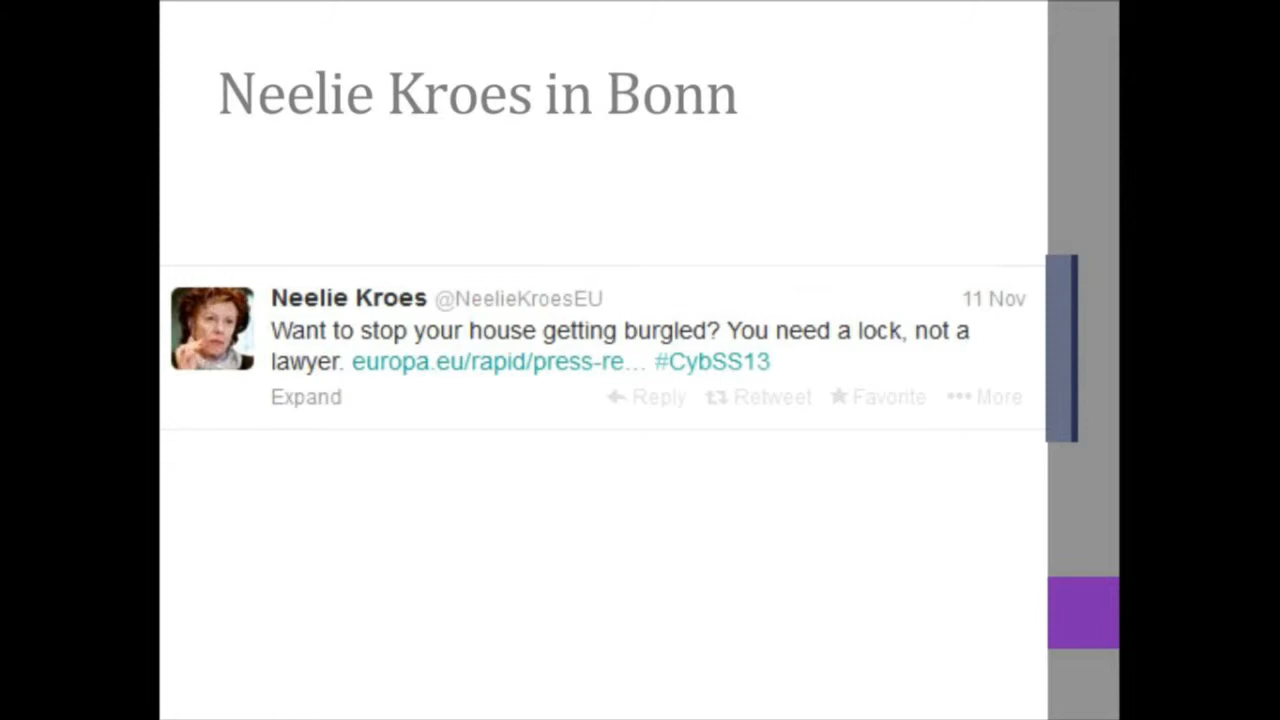 Neelie Kroes in Bonn
Neelie Kroes @NeelieKroesEU 11 Nov
Want to stop your house getting burgled? You need a lock, not a
lawyer. europa.eu/rapid/press-re... #CybSS13
Expand Reply Retweet Favorite More